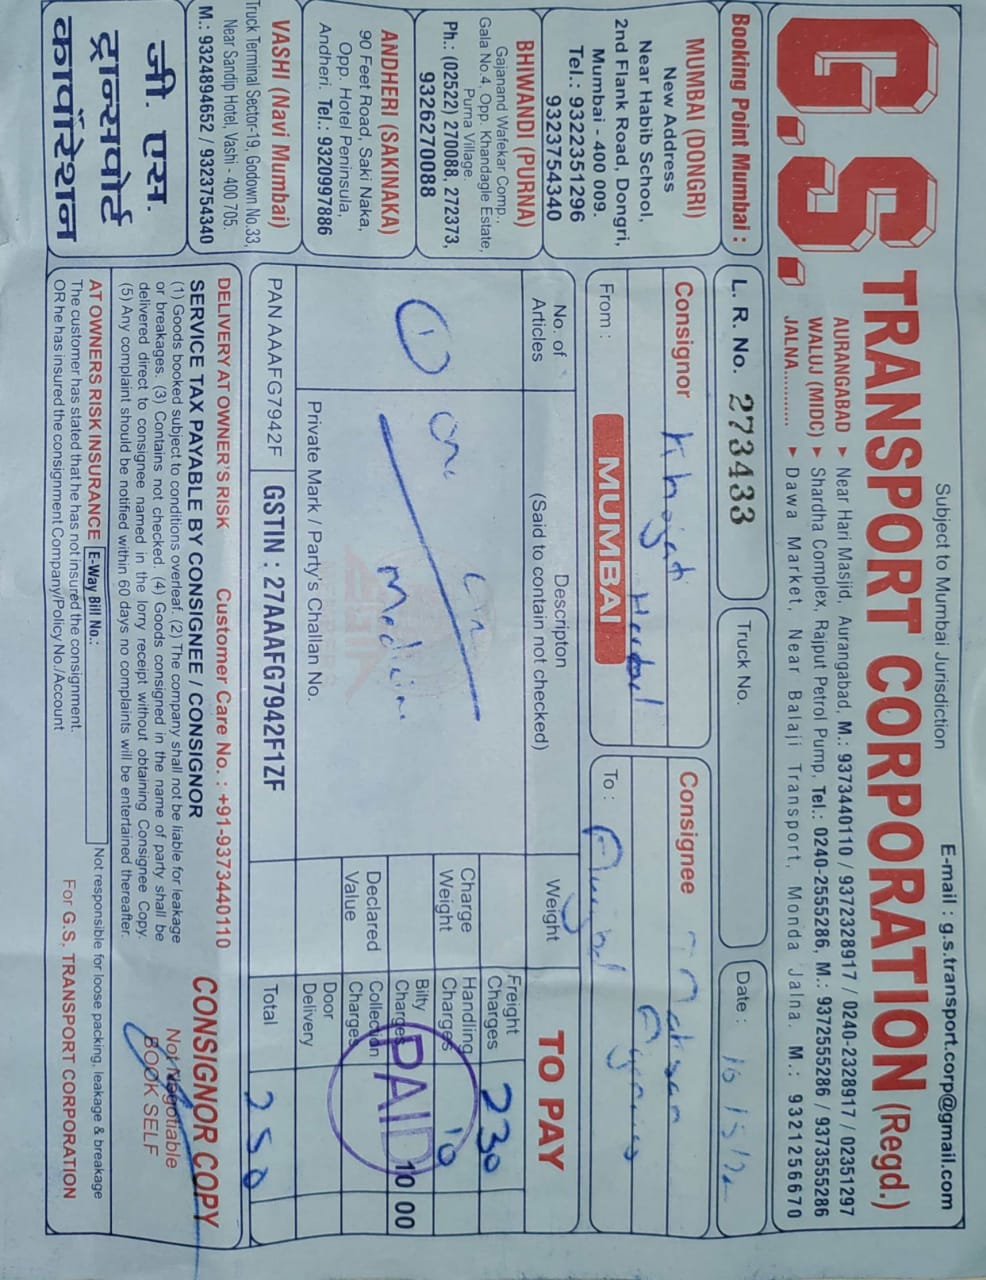 Subject to Mumbai Jurisdiction
E-mail : g.s.transport.corp@gmail.com
G.S. TRANSPORT CORPORATION (Regd.)
AURANGABAD ▸ Near Hari Masjid, Aurangabad, M.: 9373440110 / 9372328917 / 0240-2328917 / 02351297
WALUJ (MIDC) ▸ Shardha Complex, Rajput Petrol Pump, Tel.: 0240-2555286, M.: 9372555286 / 9373555286
JALNA............ ▸ Dawa Market, Near Balaji Transport, Monda Jalna. M.: 9321256670
Booking Point Mumbai :
MUMBAI (DONGRI)
New Address
Near Habib School,
2nd Flank Road, Dongri,
Mumbai - 400 009.
Tel.: 9322351296
9323754340
BHIWANDI (PURNA)
Gajanand Wafekar Comp.,
Gala No.4, Opp. Khandagle Estate,
Purna Village.
Ph.: (02522) 270088, 272373,
9326270088
ANDHERI (SAKINAKA)
90 Feet Road, Saki Naka,
Opp. Hotel Peninsula,
Andheri. Tel.: 9320997886
VASHI (Navi Mumbai)
Truck Terminal Sector-19, Godown No.33,
Near Sandip Hotel, Vashi - 400 705.
M.: 9324894652 / 9323754340
जी. एस.
ट्रान्सपोर्ट
कार्पोरेशन
L. R. No. 273433
Truck No.
Date :
Consignor
From : MUMBAI
Consignee
To :
No. of Articles
Descripton
(Said to contain not checked)
Weight
TO PAY
Private Mark / Party's Challan No.
Charge Weight
Declared Value
Freight Charges 230
Handling Charges 10
Bilty Charges 10 00
Collection Charges
Door Delivery
Total 250
PAID
PAN AAAFG7942F
GSTIN : 27AAAFG7942F1ZF
DELIVERY AT OWNER'S RISK
Customer Care No. : +91-9373440110
SERVICE TAX PAYABLE BY CONSIGNEE / CONSIGNOR
(1) Goods booked subject to conditions overleaf. (2) The company shall not be liable for leakage
or breakages. (3) Contains not checked. (4) Goods consigned in the name of party shall be
delivered direct to consignee named in the lorry receipt without obtaining Consignee Copy.
(5) Any complaint should be notified within 60 days no complaints will be entertained thereafter.
CONSIGNOR COPY
Not Negotiable
BOOK SELF
AT OWNERS RISK INSURANCE
E-Way Bill No.:
The customer has stated that he has not insured the consignment.
OR he has insured the consignment Company/Policy No./Account
Not responsible for loose packing, leakage & breakage
For G.S. TRANSPORT CORPORATION